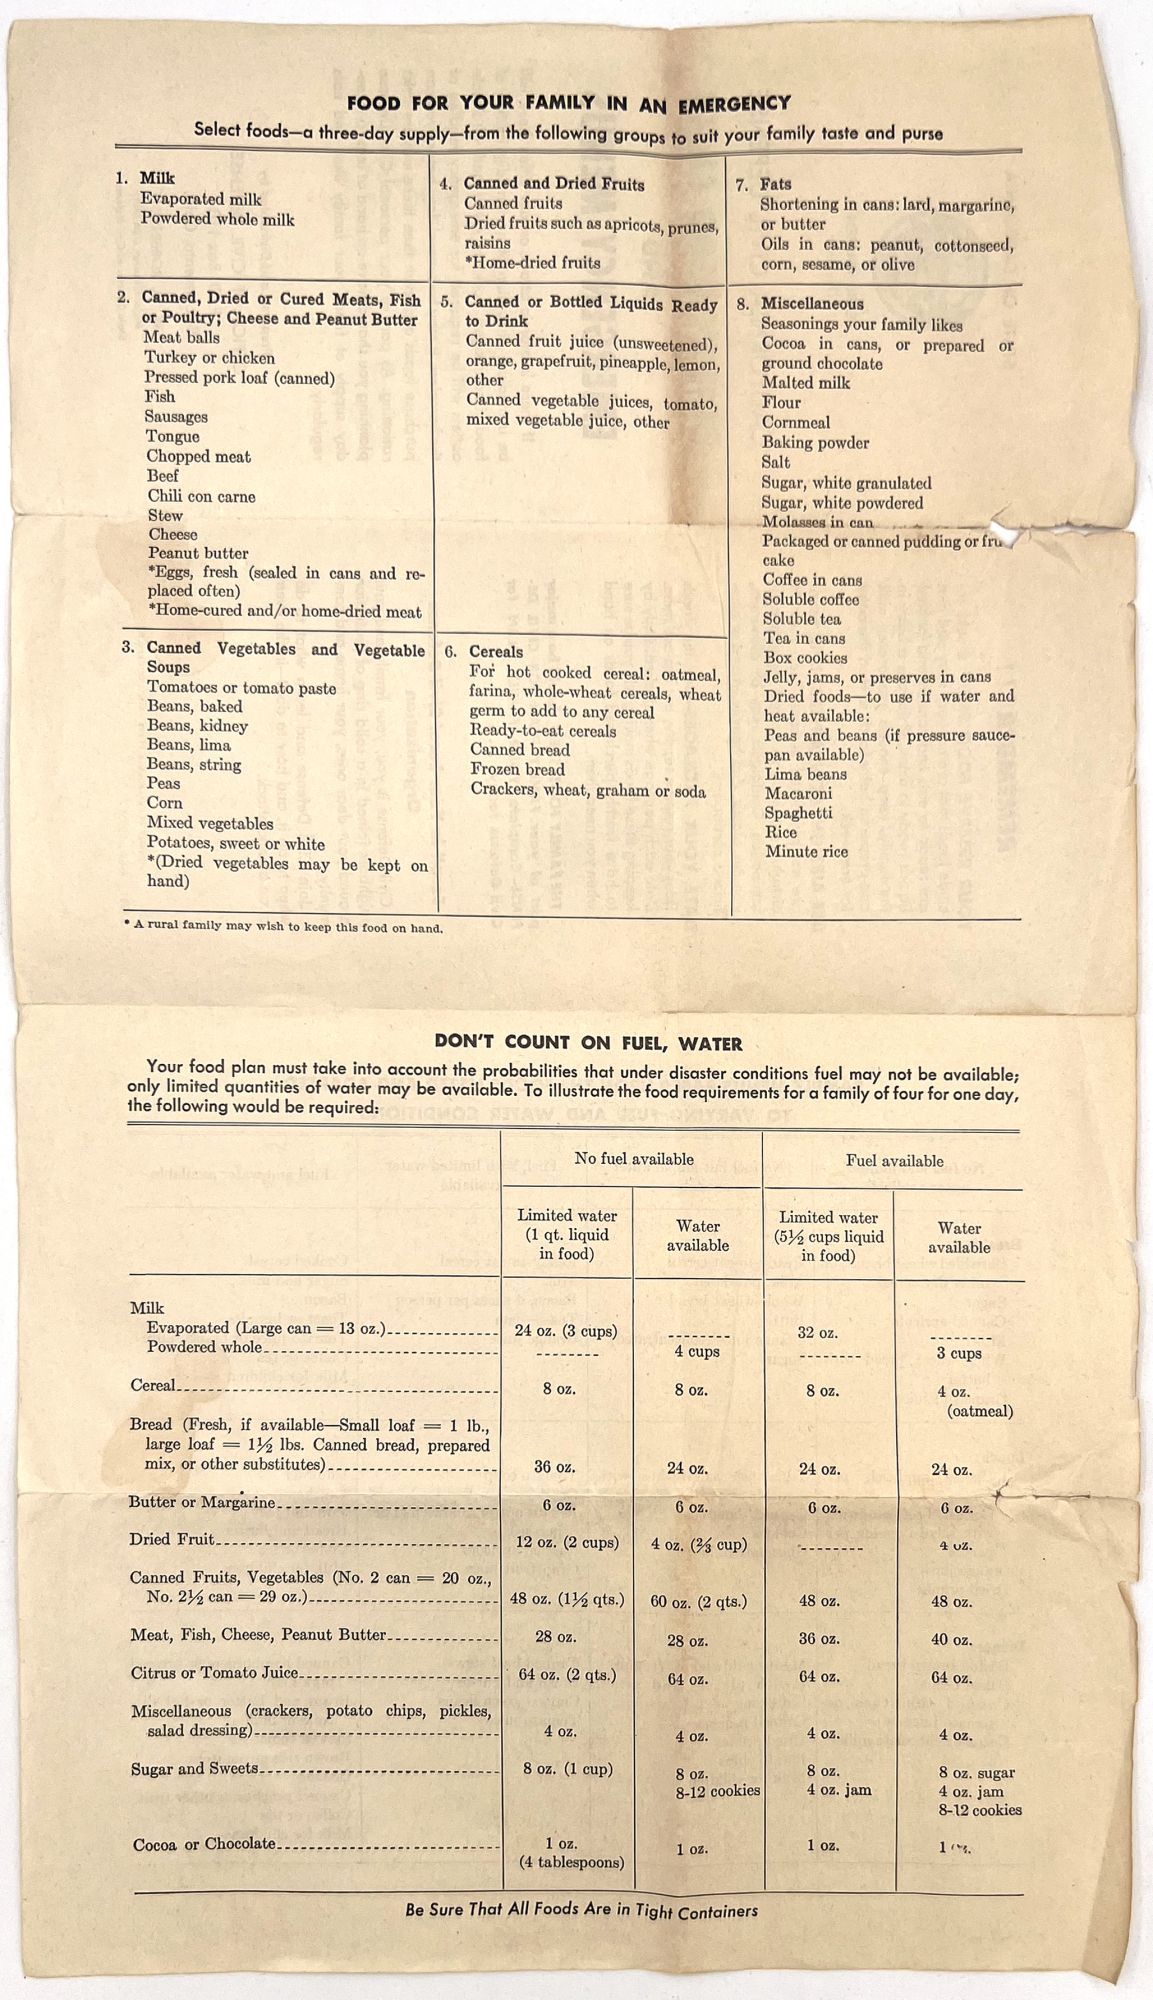 FOOD FOR YOUR FAMILY IN AN EMERGENCY
Select foods—a three-day supply—from the following groups to suit your family taste and purse
1. Milk
Evaporated milk
Powdered whole milk
2. Canned, Dried or Cured Meats, Fish
or Poultry; Cheese and Peanut Butter
Meat balls
Turkey or chicken
Pressed pork loaf (canned)
Fish
Sausages
Tongue
Chopped meat
Beef
Chili con carne
Stew
Cheese
Peanut butter
*Eggs, fresh (sealed in cans and re-
placed often)
*Home-cured and/or home-dried meat
3. Canned Vegetables and Vegetable
Soups
Tomatoes or tomato paste
Beans, baked
Beans, kidney
Beans, lima
Beans, string
Peas
Corn
Mixed vegetables
Potatoes, sweet or white
*(Dried vegetables may be kept on
hand)
4. Canned and Dried Fruits
Canned fruits
Dried fruits such as apricots, prunes,
raisins
*Home-dried fruits
5. Canned or Bottled Liquids Ready
to Drink
Canned fruit juice (unsweetened),
orange, grapefruit, pineapple, lemon,
other
Canned vegetable juices, tomato,
mixed vegetable juice, other
6. Cereals
For hot cooked cereal: oatmeal,
farina, whole-wheat cereals, wheat
germ to add to any cereal
Ready-to-eat cereals
Canned bread
Frozen bread
Crackers, wheat, graham or soda
7. Fats
Shortening in cans: lard, margarine,
or butter
Oils in cans: peanut, cottonseed,
corn, sesame, or olive
8. Miscellaneous
Seasonings your family likes
Cocoa in cans, or prepared or
ground chocolate
Malted milk
Flour
Cornmeal
Baking powder
Salt
Sugar, white granulated
Sugar, white powdered
Molasses in can
Packaged or canned pudding or fru
cake
Coffee in cans
Soluble coffee
Soluble tea
Tea in cans
Box cookies
Jelly, jams, or preserves in cans
Dried foods—to use if water and
heat available:
Peas and beans (if pressure sauce-
pan available)
Lima beans
Macaroni
Spaghetti
Rice
Minute rice
* A rural family may wish to keep this food on hand.
DON'T COUNT ON FUEL, WATER
Your food plan must take into account the probabilities that under disaster conditions fuel may not be available;
only limited quantities of water may be available. To illustrate the food requirements for a family of four for one day,
the following would be required:
No fuel available Fuel available
Limited water (1 qt. liquid in food) Water available Limited water (5½ cups liquid in food) Water available
Milk
Evaporated (Large can = 13 oz.) 24 oz. (3 cups) -------- 32 oz. --------
Powdered whole -------- 4 cups -------- 3 cups
Cereal 8 oz. 8 oz. 8 oz. 4 oz.
(oatmeal)
Bread (Fresh, if available—Small loaf = 1 lb.,
large loaf = 1½ lbs. Canned bread, prepared
mix, or other substitutes) 36 oz. 24 oz. 24 oz. 24 oz.
Butter or Margarine 6 oz. 6 oz. 6 oz. 6 oz.
Dried Fruit 12 oz. (2 cups) 4 oz. (⅔ cup) -------- 4 oz.
Canned Fruits, Vegetables (No. 2 can = 20 oz.,
No. 2½ can = 29 oz.) 48 oz. (1½ qts.) 60 oz. (2 qts.) 48 oz. 48 oz.
Meat, Fish, Cheese, Peanut Butter 28 oz. 28 oz. 36 oz. 40 oz.
Citrus or Tomato Juice 64 oz. (2 qts.) 64 oz. 64 oz. 64 oz.
Miscellaneous (crackers, potato chips, pickles,
salad dressing) 4 oz. 4 oz. 4 oz. 4 oz.
Sugar and Sweets 8 oz. (1 cup) 8 oz. 8 oz. 8 oz. sugar
8-12 cookies 4 oz. jam 4 oz. jam
8-12 cookies
Cocoa or Chocolate 1 oz. 1 oz. 1 oz. 1 oz.
(4 tablespoons)
Be Sure That All Foods Are in Tight Containers